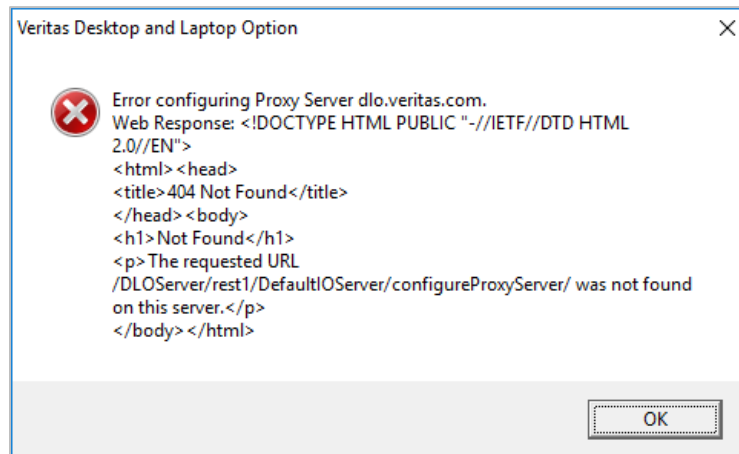 Veritas Desktop and Laptop Option
Error configuring Proxy Server dlo.veritas.com.
Web Response: <!DOCTYPE HTML PUBLIC "-//IETF//DTD HTML
2.0//EN">
<html><head>
<title>404 Not Found</title>
</head><body>
<h1>Not Found</h1>
<p>The requested URL
/DLOServer/rest1/DefaultIOServer/configureProxyServer/ was not found
on this server.</p>
</body></html>
OK